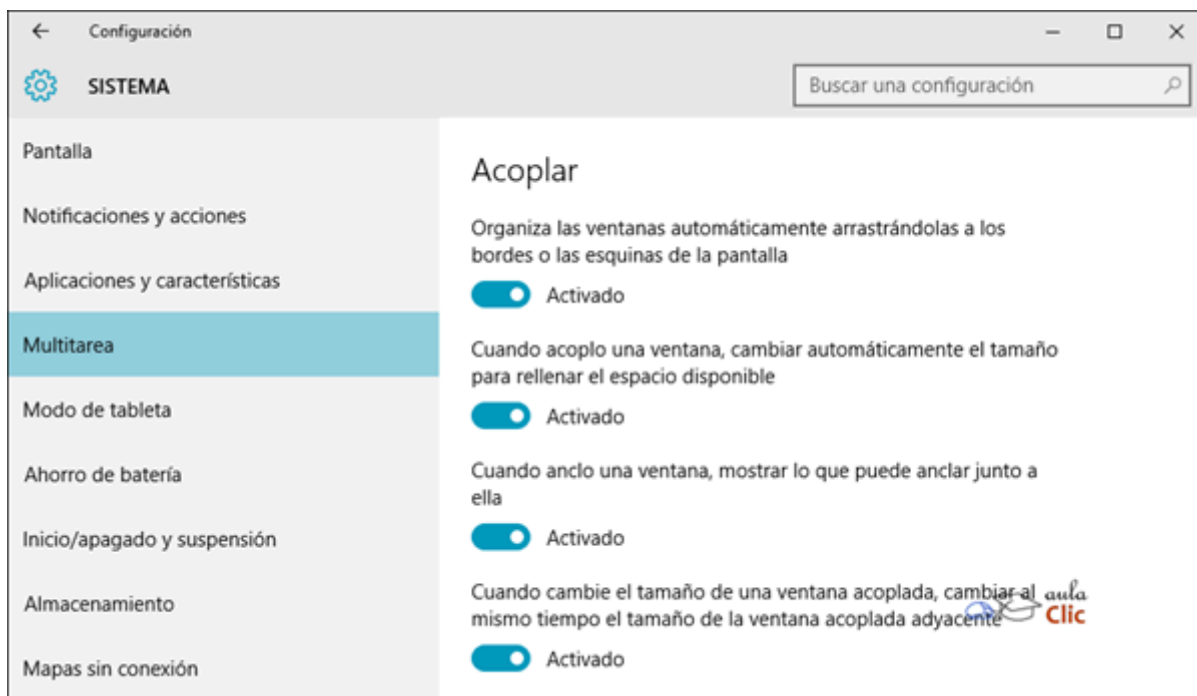 Configuración
SISTEMA
Buscar una configuración
Pantalla
Notificaciones y acciones
Aplicaciones y características
Multitarea
Modo de tableta
Ahorro de batería
Inicio/apagado y suspensión
Almacenamiento
Mapas sin conexión
Acoplar
Organiza las ventanas automáticamente arrastrándolas a los
bordes o las esquinas de la pantalla
Activado
Cuando acoplo una ventana, cambiar automáticamente el tamaño
para rellenar el espacio disponible
Activado
Cuando anclo una ventana, mostrar lo que puede anclar junto a
ella
Activado
Cuando cambie el tamaño de una ventana acoplada, cambiar al
mismo tiempo el tamaño de la ventana acoplada adyacente
Activado
aula
Clic